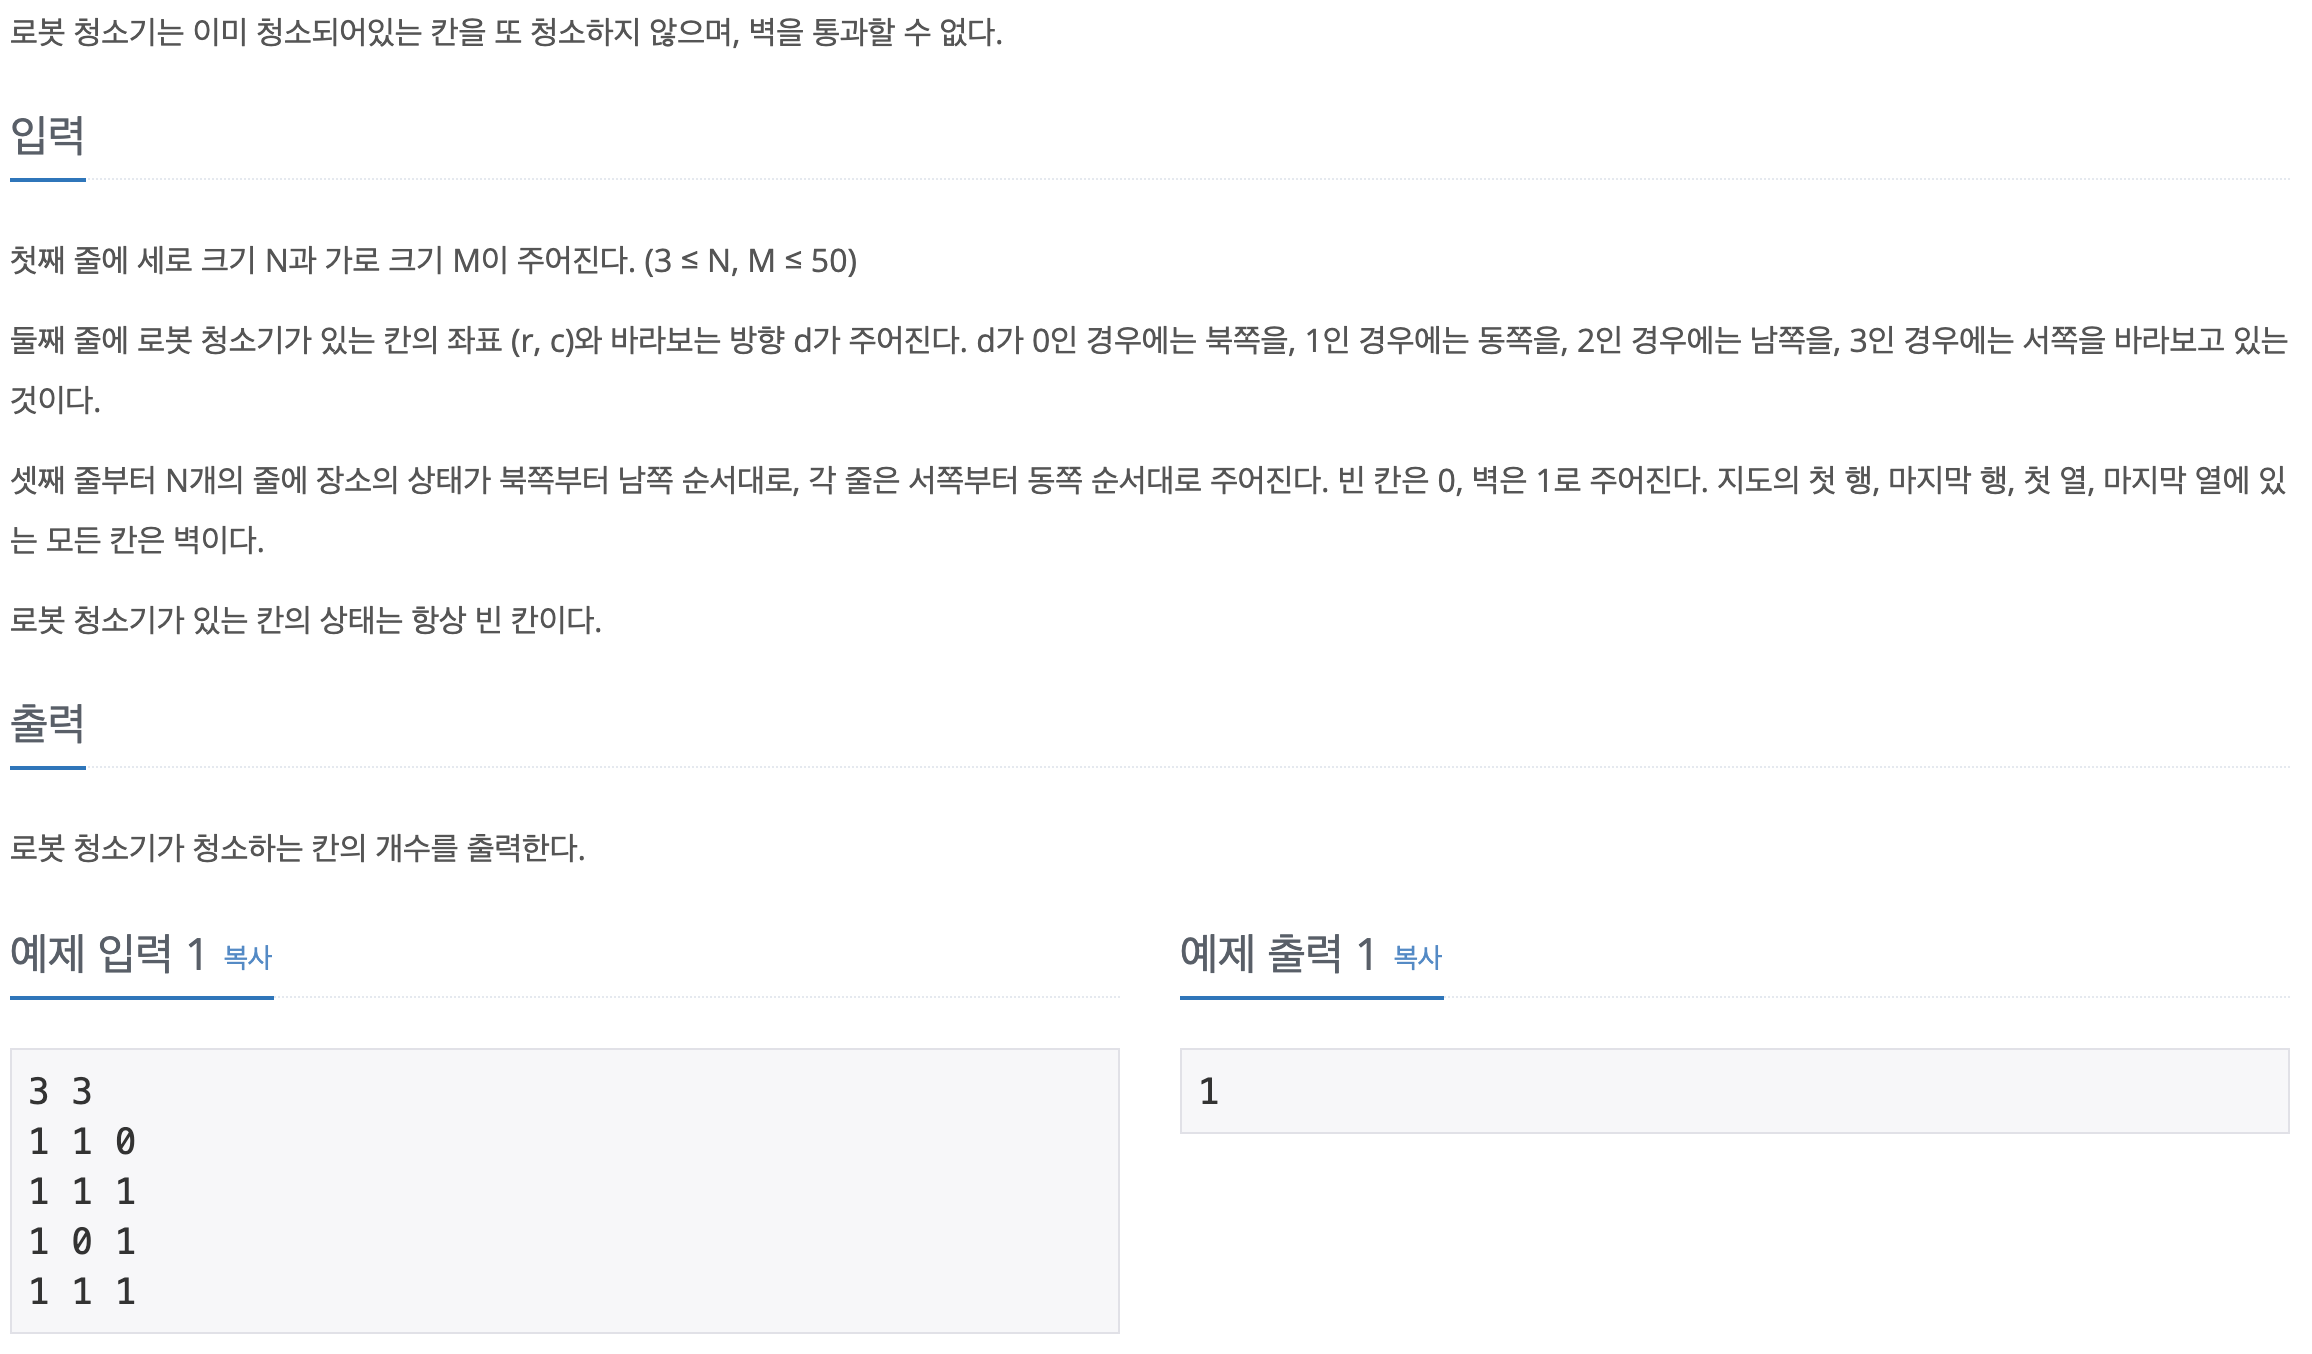 로봇 청소기는 이미 청소되어있는 칸을 또 청소하지 않으며, 벽을 통과할 수 없다.
입력
첫째 줄에 세로 크기 N과 가로 크기 M이 주어진다. (3 ≤ N, M ≤ 50)
둘째 줄에 로봇 청소기가 있는 칸의 좌표 (r, c)와 바라보는 방향 d가 주어진다. d가 0인 경우에는 북쪽을, 1인 경우에는 동쪽을, 2인 경우에는 남쪽을, 3인 경우에는 서쪽을 바라보고 있는
것이다.
셋째 줄부터 N개의 줄에 장소의 상태가 북쪽부터 남쪽 순서대로, 각 줄은 서쪽부터 동쪽 순서대로 주어진다. 빈 칸은 0, 벽은 1로 주어진다. 지도의 첫 행, 마지막 행, 첫 열, 마지막 열에 있
는 모든 칸은 벽이다.
로봇 청소기가 있는 칸의 상태는 항상 빈 칸이다.
출력
로봇 청소기가 청소하는 칸의 개수를 출력한다.
예제 입력 1 복사
3 3
1 1 0
1 1 1
1 0 1
1 1 1
예제 출력 1 복사
1